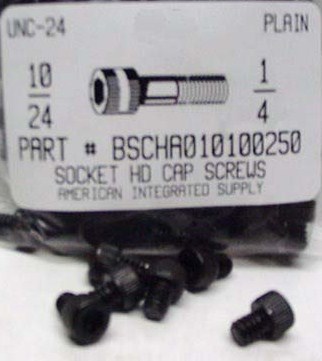 UNC-24 PLAIN
10 1
24 4
PART # BSCHA010100250
SOCKET HD CAP SCREWS
AMERICAN INTEGRATED SUPPLY